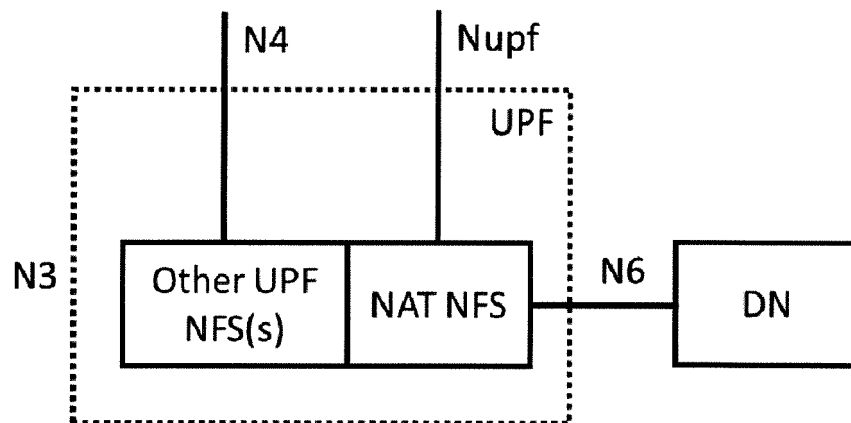 N4
Nupf
UPF
N3
Other UPF
NFS(s)
NAT NFS
N6
DN